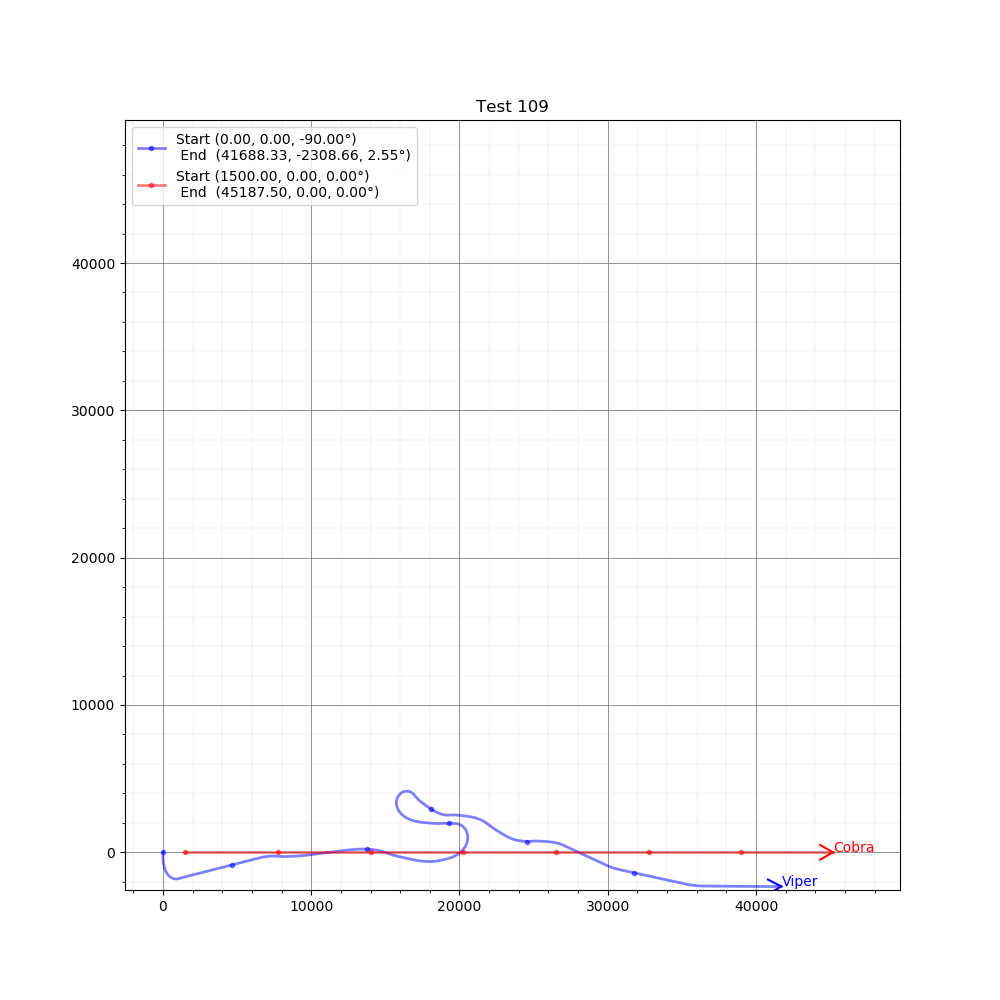 Test 109
Start (0.00, 0.00, -90.00°)
End (41688.33, -2308.66, 2.55°)
Start (1500.00, 0.00, 0.00°)
End (45187.50, 0.00, 0.00°)
40000
30000
20000
10000
0
Cobra
Viper
0
10000
20000
30000
40000